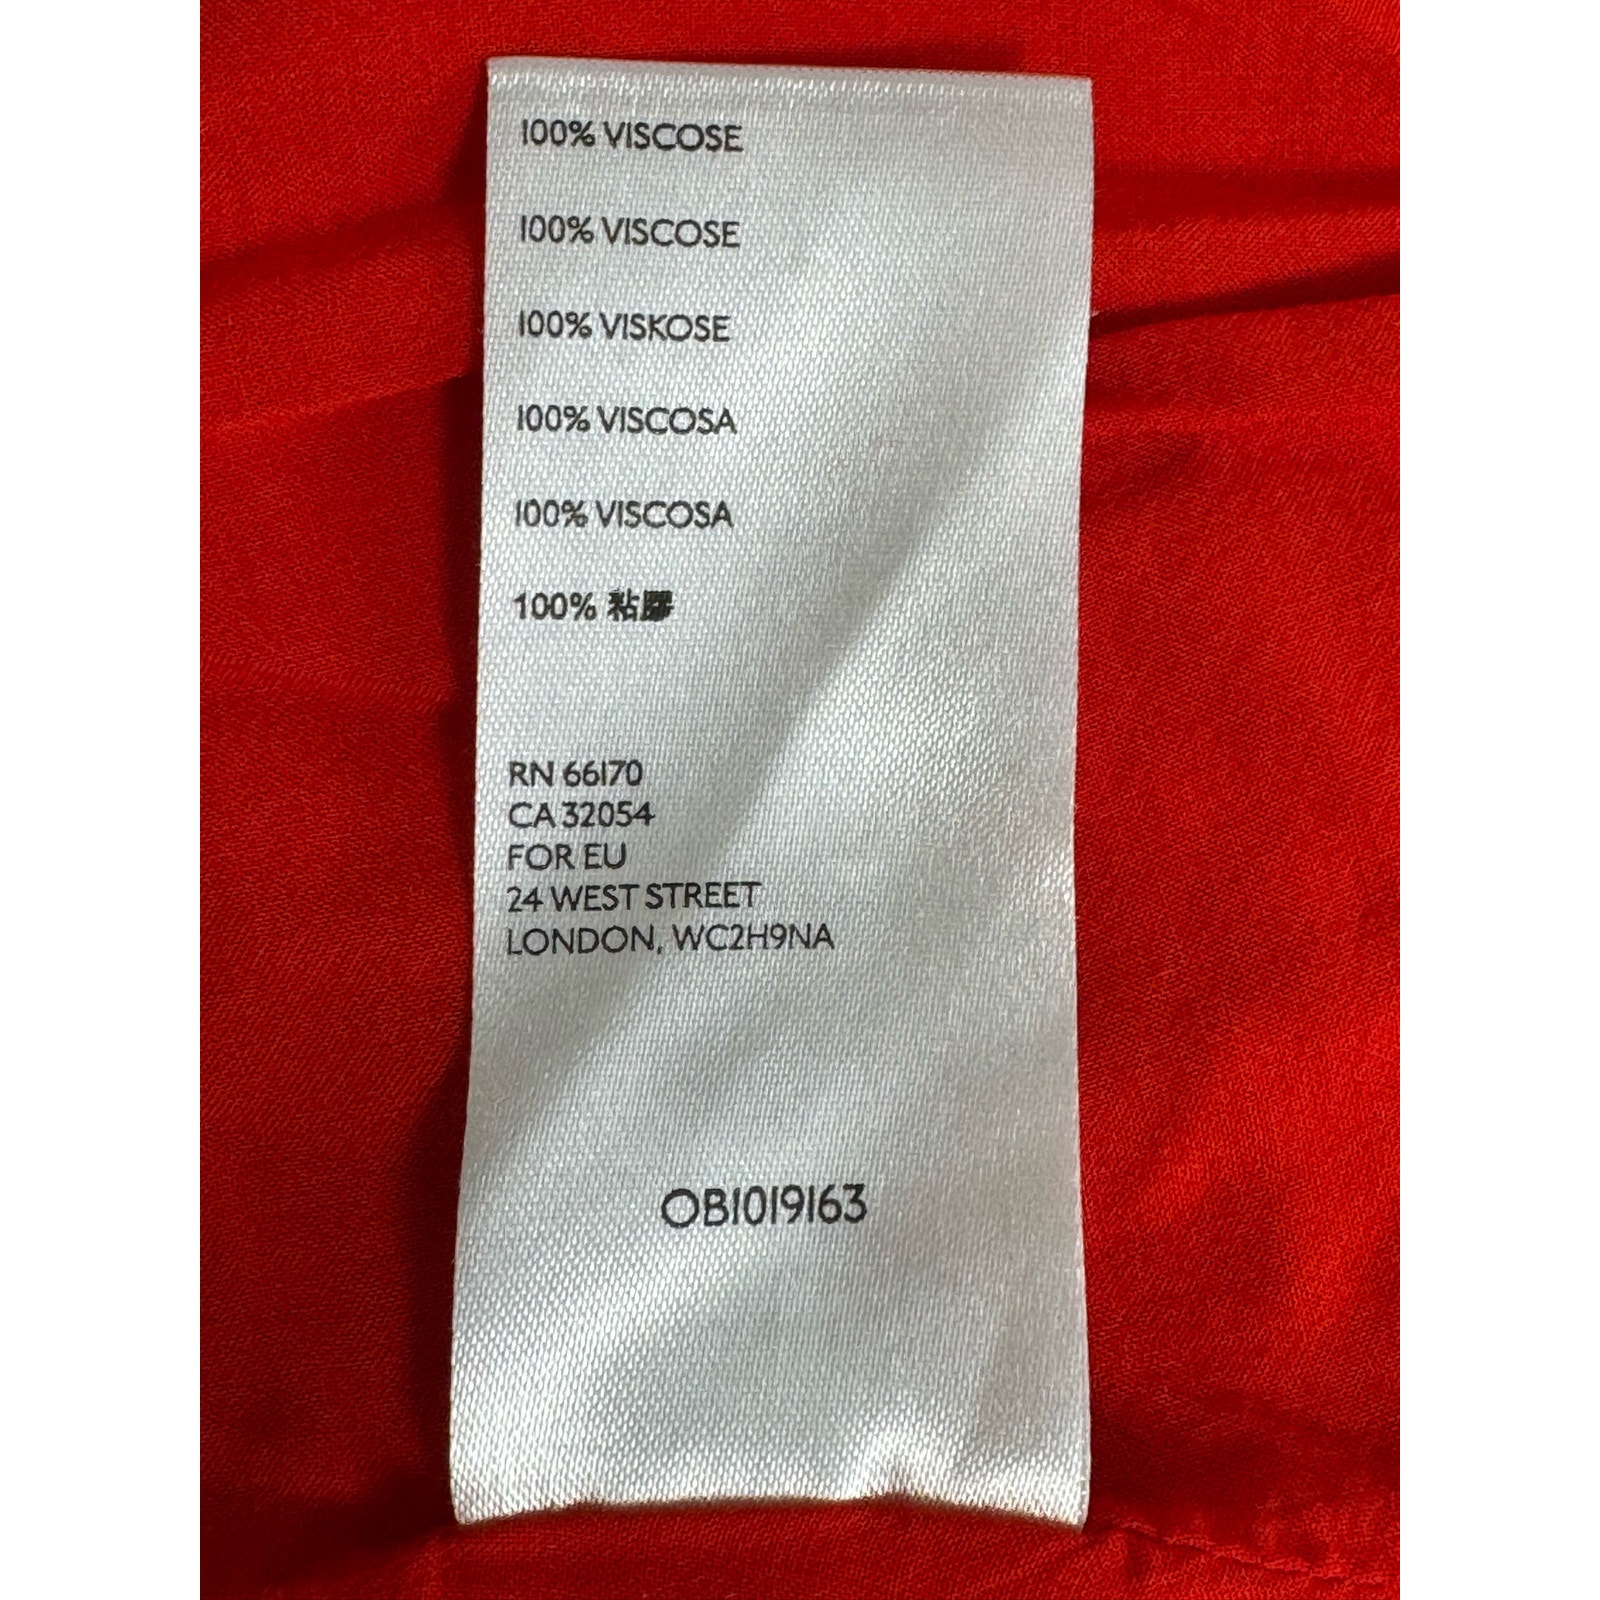 100% VISCOSE
100% VISCOSE
100% VISKOSE
100% VISCOSA
100% VISCOSA
100% 粘膠
RN 66170
CA 32054
FOR EU
24 WEST STREET
LONDON, WC2H9NA
OB1019163